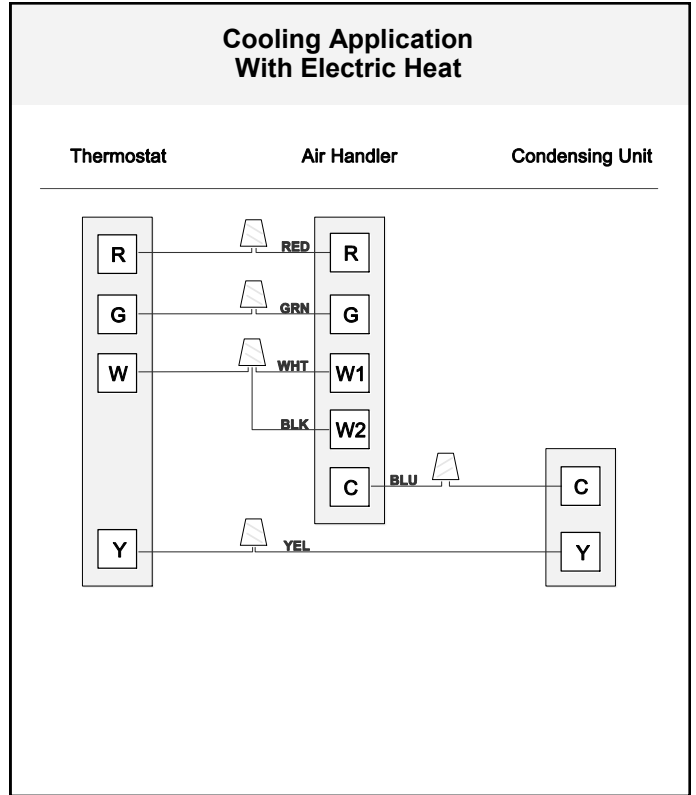 Cooling Application
With Electric Heat
Thermostat Air Handler Condensing Unit
R RED R
G GRN G
W WHT W1
BLK W2
C BLU C
Y YEL Y